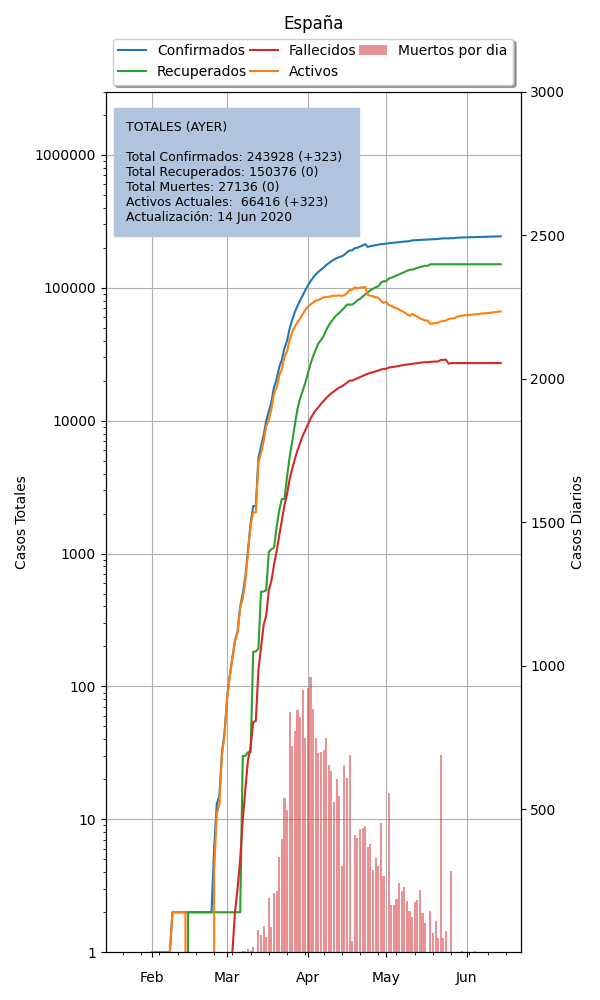 España
Confirmados Fallecidos Muertos por dia
Recuperados Activos
TOTALES (AYER)
Total Confirmados: 243928 (+323)
Total Recuperados: 150376 (0)
Total Muertes: 27136 (0)
Activos Actuales:  66416 (+323)
Actualización: 14 Jun 2020
Casos Totales
1000000
100000
10000
1000
100
10
1
Casos Diarios
3000
2500
2000
1500
1000
500
Feb Mar Apr May Jun